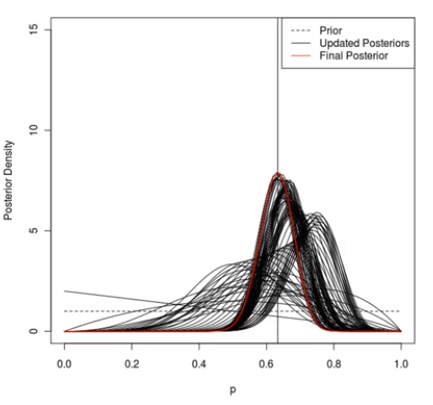 Prior
Updated Posteriors
Final Posterior
Posterior Density
15
10
5
0
0.0 0.2 0.4 0.6 0.8 1.0
p